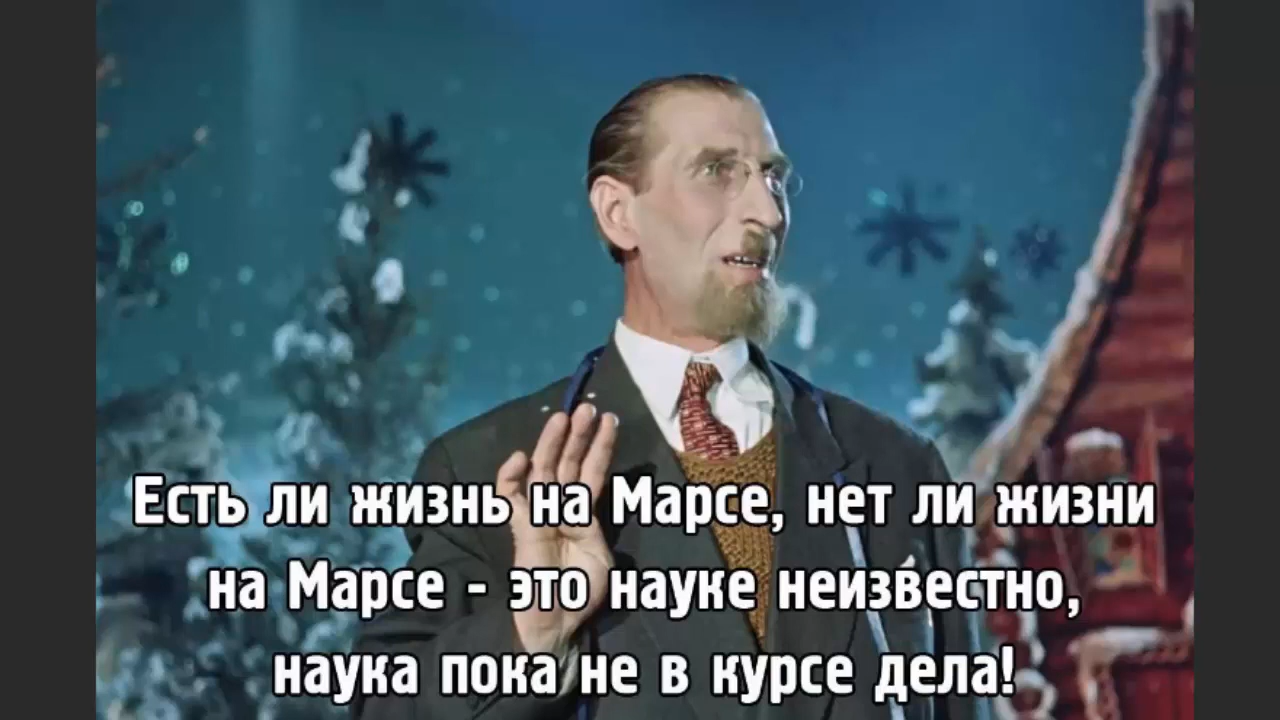 Есть ли жизнь на Марсе, нет ли жизни
на Марсе - это науке неизвестно,
наука пока не в курсе дела!